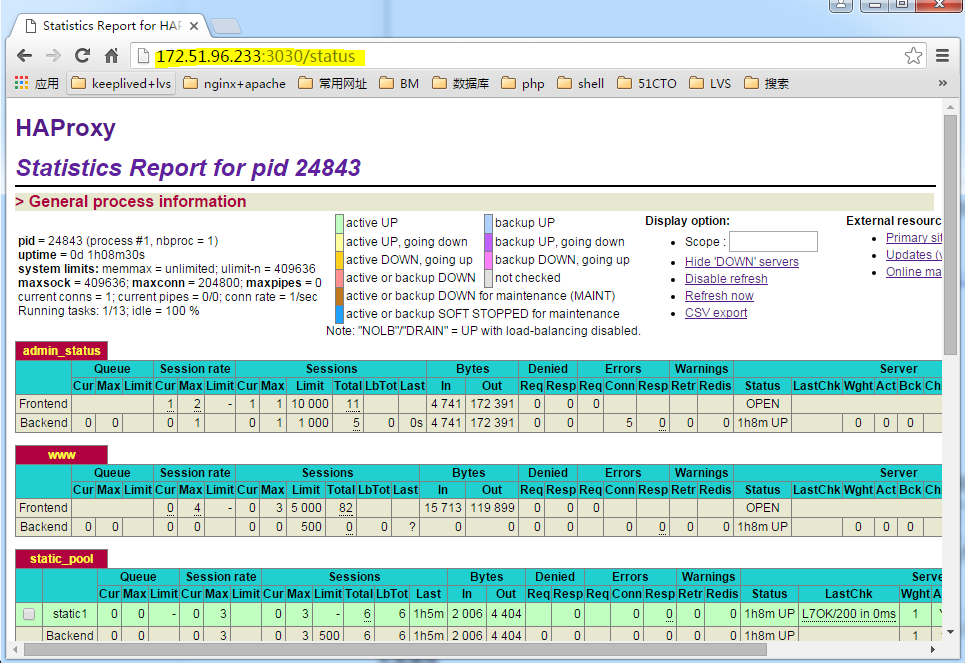 Statistics Report for HAP
172.51.96.233:3030/status
应用 keeplived+lvs nginx+apache 常用网址 BM 数据库 php shell 51CTO LVS 搜索 »
HAProxy
Statistics Report for pid 24843
> General process information
pid = 24843 (process #1, nbproc = 1)
uptime = 0d 1h08m30s
system limits: memmax = unlimited; ulimit-n = 409636
maxsock = 409636; maxconn = 204800; maxpipes = 0
current conns = 1; current pipes = 0/0; conn rate = 1/sec
Running tasks: 1/13; idle = 100 %
active UP backup UP
active UP, going down backup UP, going down
active DOWN, going up backup DOWN, going up
active or backup DOWN not checked
active or backup DOWN for maintenance (MAINT)
active or backup SOFT STOPPED for maintenance
Note: "NOLB"/"DRAIN" = UP with load-balancing disabled.
Display option:
Scope :
Hide 'DOWN' servers
Disable refresh
Refresh now
CSV export
External resourc
Primary sit
Updates (v
Online ma
admin_status
Queue Session rate Sessions Bytes Denied Errors Warnings Server
Cur Max Limit Cur Max Limit Cur Max Limit Total LbTot Last In Out Req Resp Req Conn Resp Retr Redis Status LastChk Wght Act Bck Ch
Frontend 1 2 - 1 1 10 000 11 4 741 172 391 0 0 0 OPEN
Backend 0 0 0 1 0 1 1 000 5 0 0s 4 741 172 391 0 0 5 0 0 0 1h8m UP 0 0 0
www
Queue Session rate Sessions Bytes Denied Errors Warnings Server
Cur Max Limit Cur Max Limit Cur Max Limit Total LbTot Last In Out Req Resp Req Conn Resp Retr Redis Status LastChk Wght Act Bck Ch
Frontend 0 4 - 0 3 5 000 82 15 713 119 899 0 0 0 OPEN
Backend 0 0 0 0 0 0 500 0 0 ? 0 0 0 0 0 0 0 0 1h8m UP 0 0 0
static_pool
Queue Session rate Sessions Bytes Denied Errors Warnings Serve
Cur Max Limit Cur Max Limit Cur Max Limit Total LbTot Last In Out Req Resp Req Conn Resp Retr Redis Status LastChk Wght A
static1 0 0 - 0 3 0 3 - 6 6 1h5m 2 006 4 404 0 0 0 0 0 1h8m UP L7OK/200 in 0ms 1
Backend 0 0 0 3 0 3 500 6 6 1h5m 2 006 4 404 0 0 0 0 0 0 1h8m UP 1